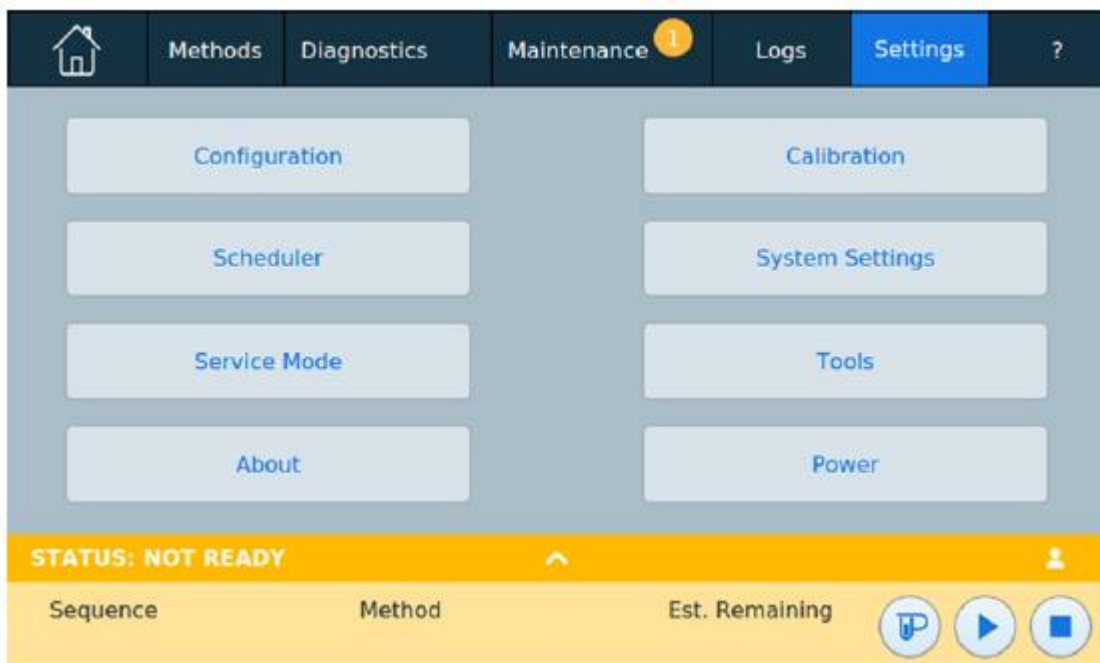 Methods Diagnostics Maintenance 1 Logs Settings ?
Configuration Calibration
Scheduler System Settings
Service Mode Tools
About Power
STATUS: NOT READY
Sequence Method Est. Remaining